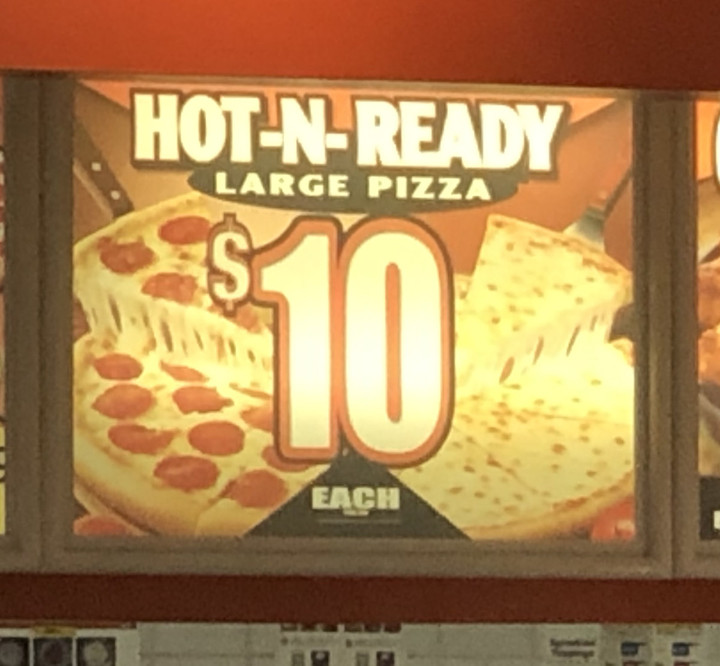 HOT-N-READY
LARGE PIZZA
$10
EACH